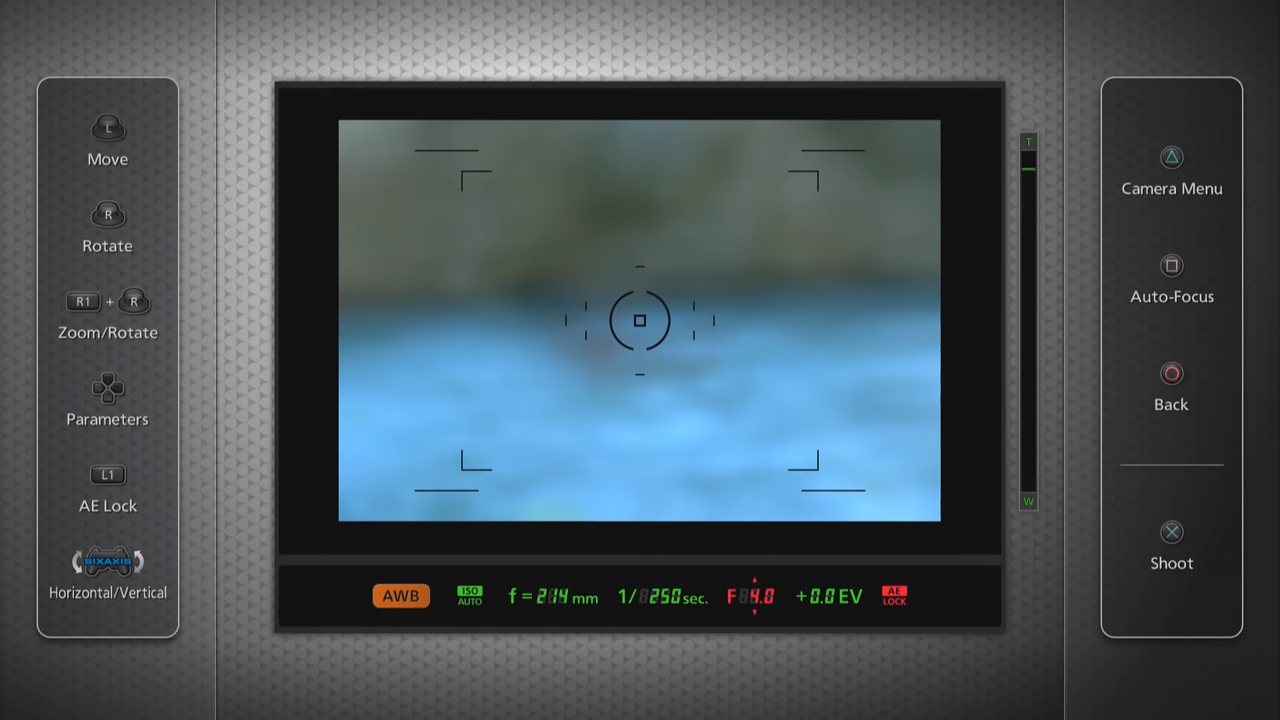 L
Move
R
Rotate
R1 + R
Zoom/Rotate
Parameters
L1
AE Lock
SIXAXIS
Horizontal/Vertical
T
W
AWB
ISO AUTO
f = 214 mm
1/ 250 sec.
F 4.0
+0.0 EV
AE LOCK
Camera Menu
Auto-Focus
Back
Shoot